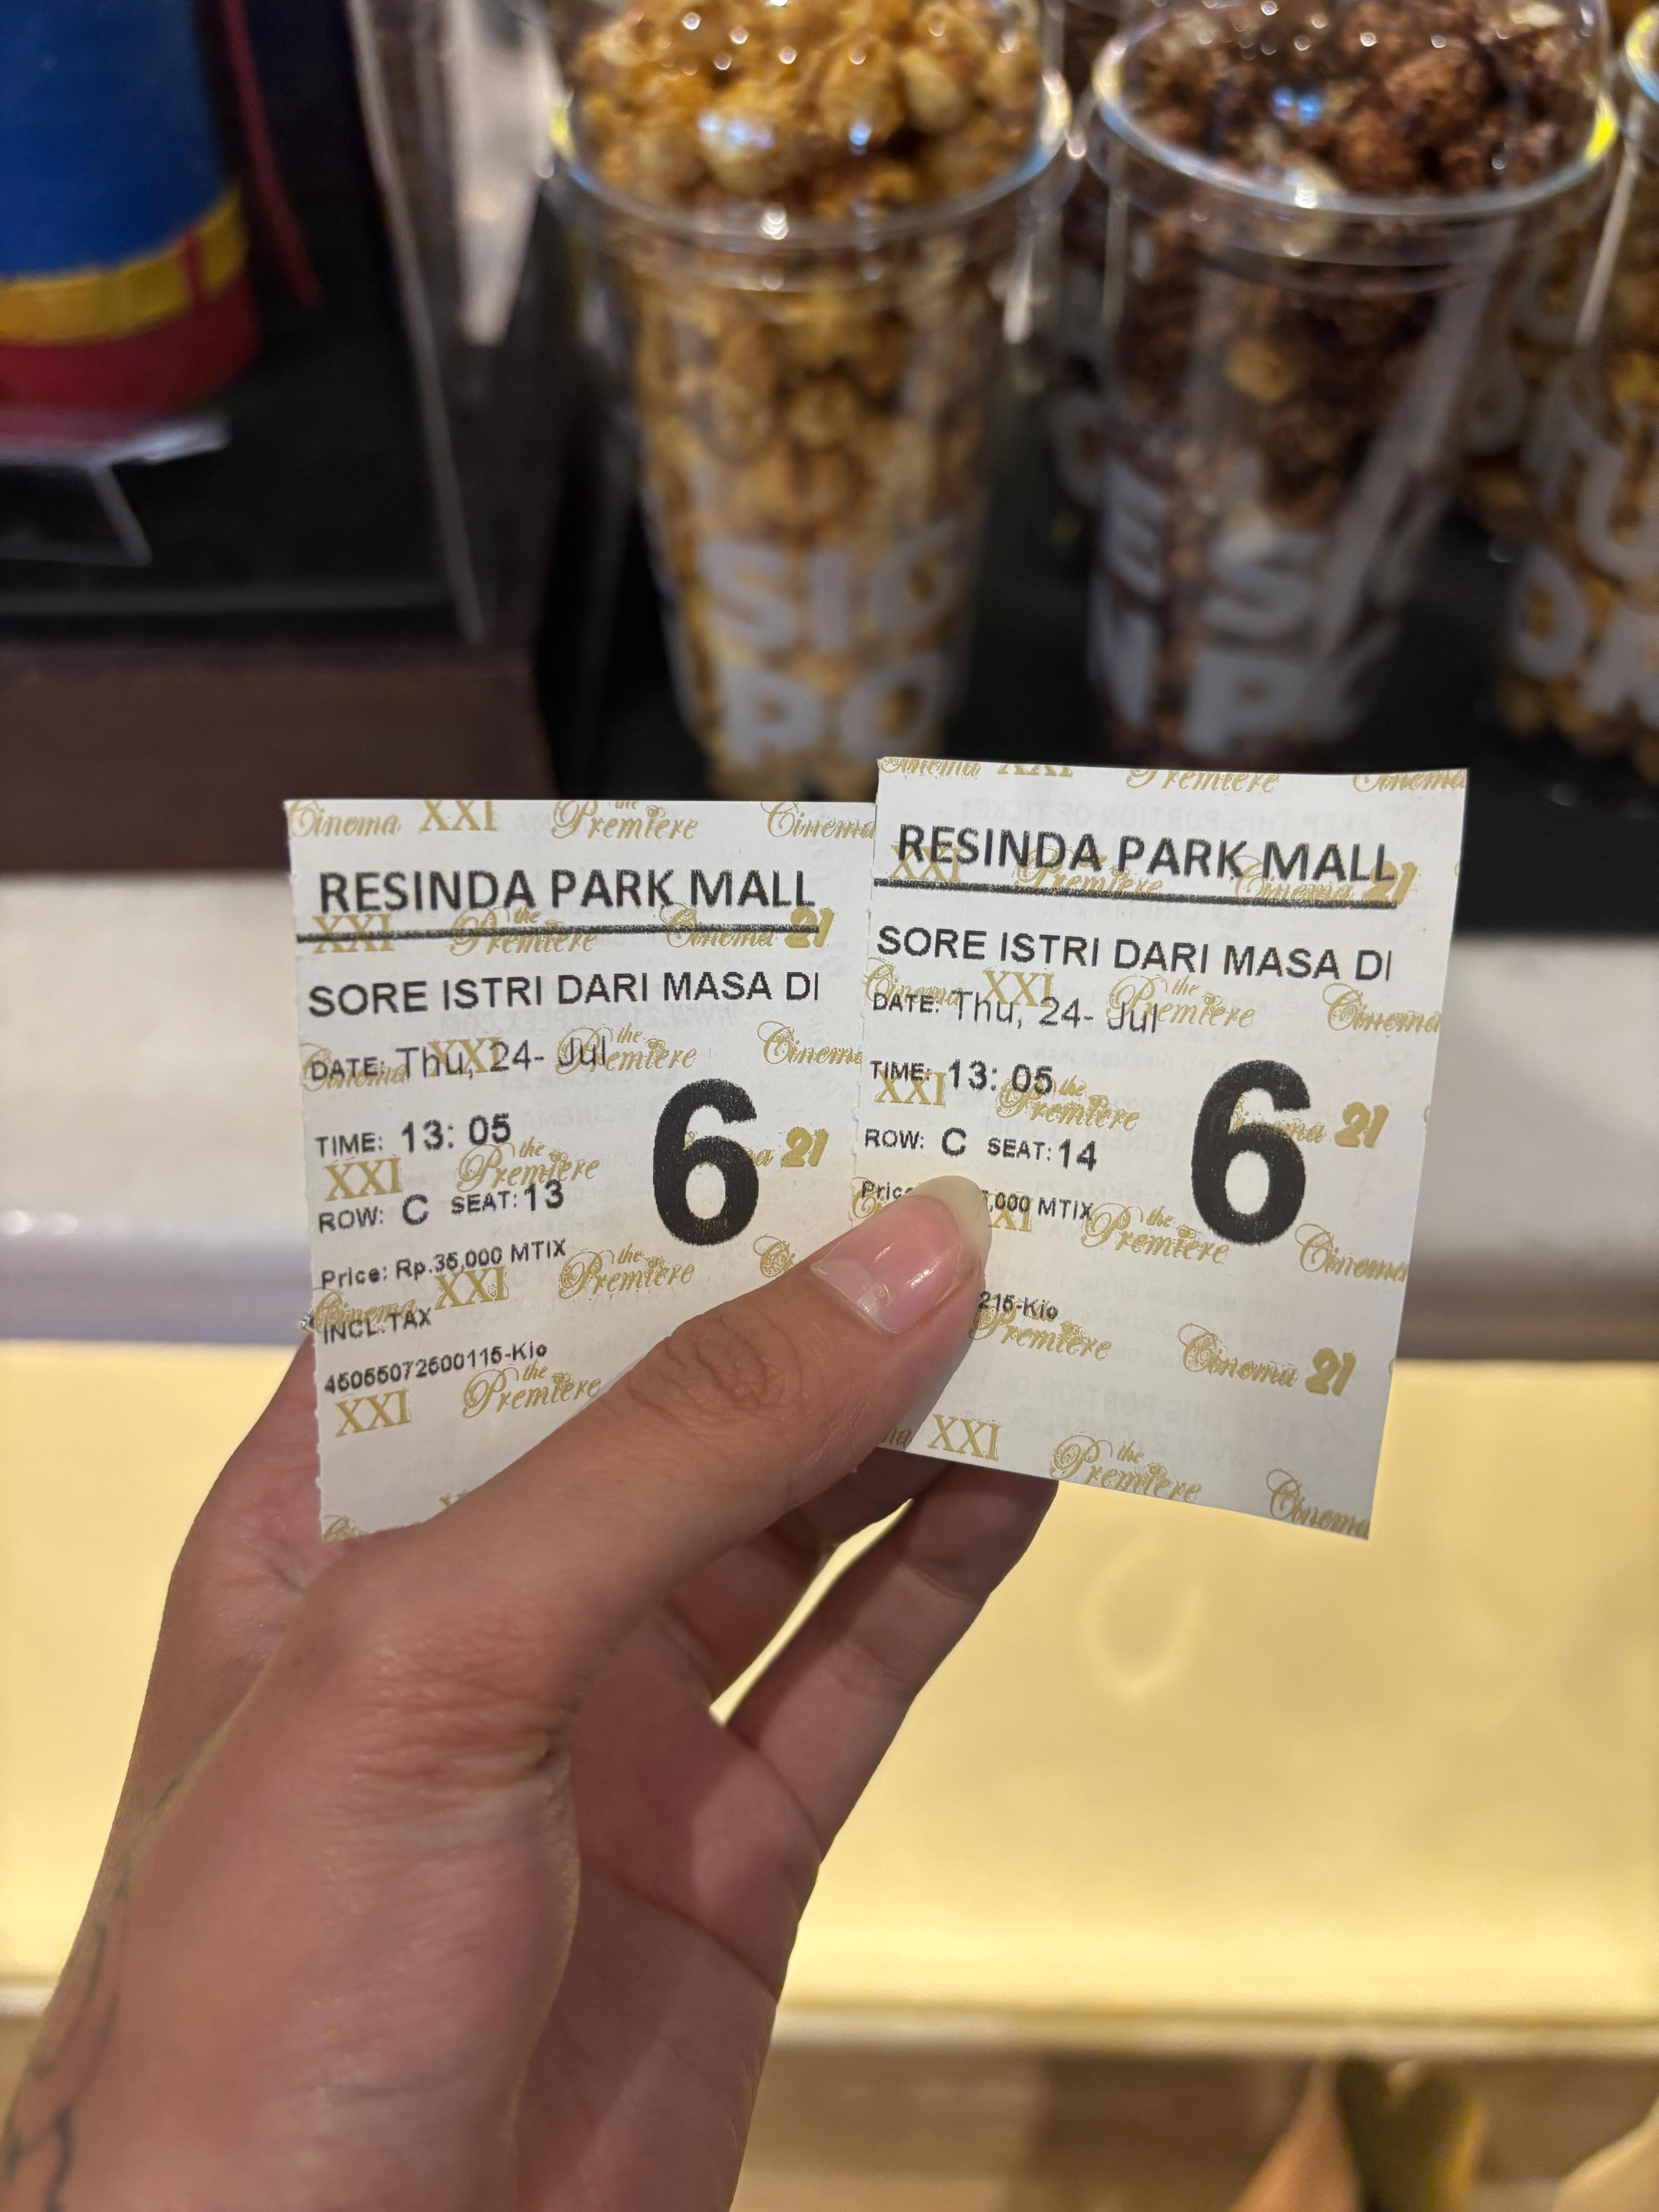 SIG
PO
RESINDA PARK MALL
SORE ISTRI DARI MASA DI
DATE: Thu, 24- Jul
TIME: 13: 05
ROW: C SEAT: 13
6
Price: Rp.35,000 MTIX
INCL.TAX
45055072500115-Kio
RESINDA PARK MALL
SORE ISTRI DARI MASA DI
DATE: Thu, 24- Jul
TIME: 13: 05
ROW: C SEAT: 14
6
,000 MTIX
215-Kio
Cinema XXI the Premiere Cinema 21